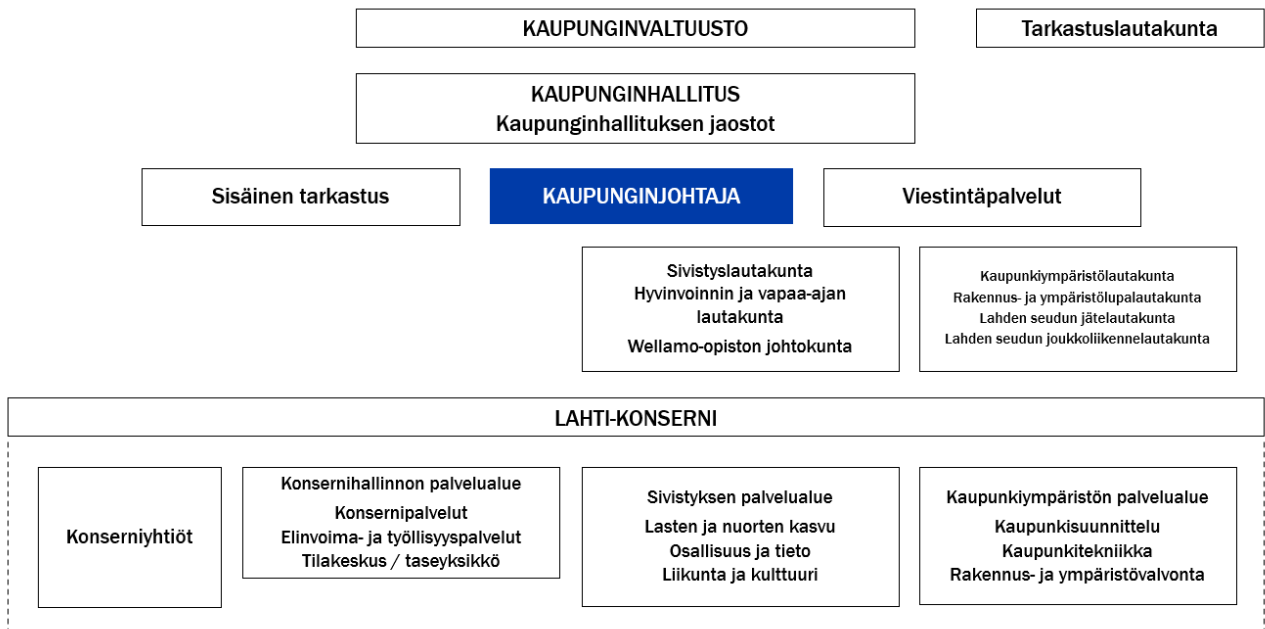 KAUPUNGINVALTUUSTO
Tarkastuslautakunta
KAUPUNGINHALLITUS
Kaupunginhallituksen jaostot
Sisäinen tarkastus
KAUPUNGINJOHTAJA
Viestintäpalvelut
Sivistyslautakunta
Hyvinvoinnin ja vapaa-ajan
lautakunta
Wellamo-opiston johtokunta
Kaupunkiympäristölautakunta
Rakennus- ja ympäristölupalautakunta
Lahden seudun jätelautakunta
Lahden seudun joukkoliikennelautakunta
LAHTI-KONSERNI
Konserniyhtiöt
Konsernihallinnon palvelualue
Konsernipalvelut
Elinvoima- ja työllisyyspalvelut
Tilakeskus / taseyksikkö
Sivistyksen palvelualue
Lasten ja nuorten kasvu
Osallisuus ja tieto
Liikunta ja kulttuuri
Kaupunkiympäristön palvelualue
Kaupunkisuunnittelu
Kaupunkitekniikka
Rakennus- ja ympäristövalvonta